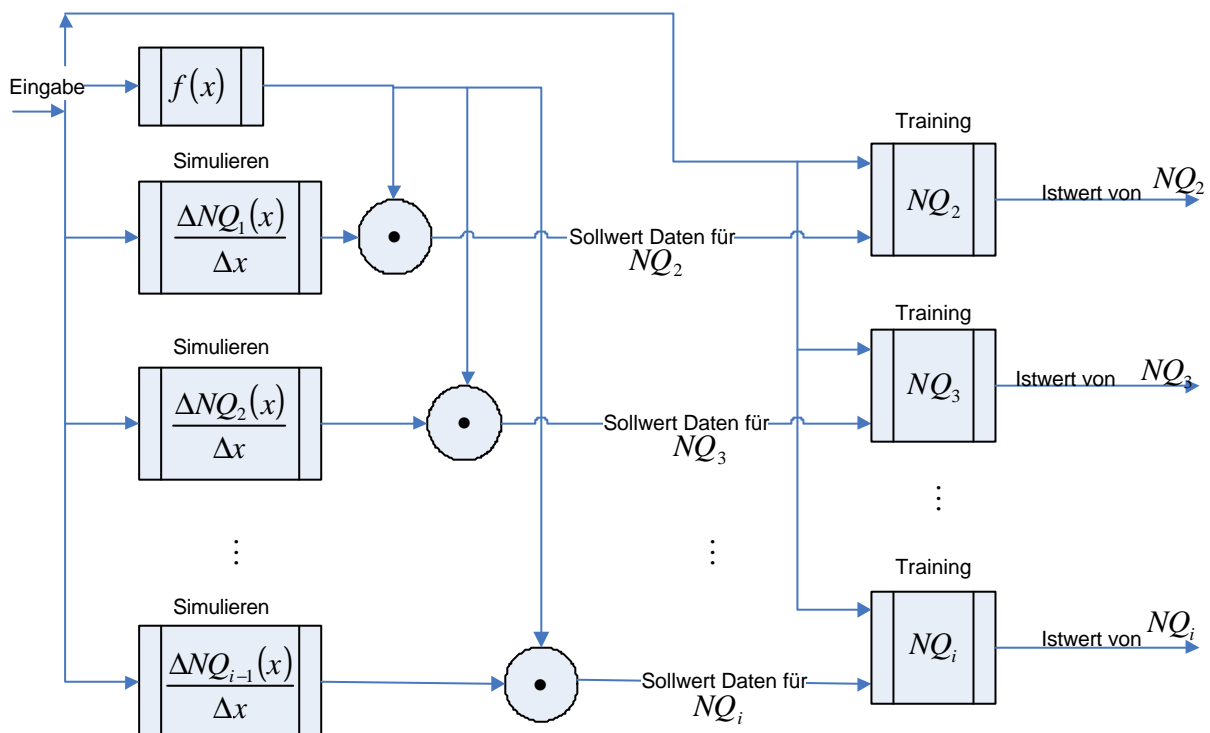 Eingabe
f(x)
Simulieren
ΔNQ₁(x)
Δx
Sollwert Daten für
NQ₂
Training
NQ₂
Istwert von NQ₂
Simulieren
ΔNQ₂(x)
Δx
Sollwert Daten für
NQ₃
Training
NQ₃
Istwert von NQ₃
⋮
⋮
⋮
Simulieren
ΔNQᵢ₋₁(x)
Δx
Sollwert Daten für
NQᵢ
Training
NQᵢ
Istwert von NQᵢ